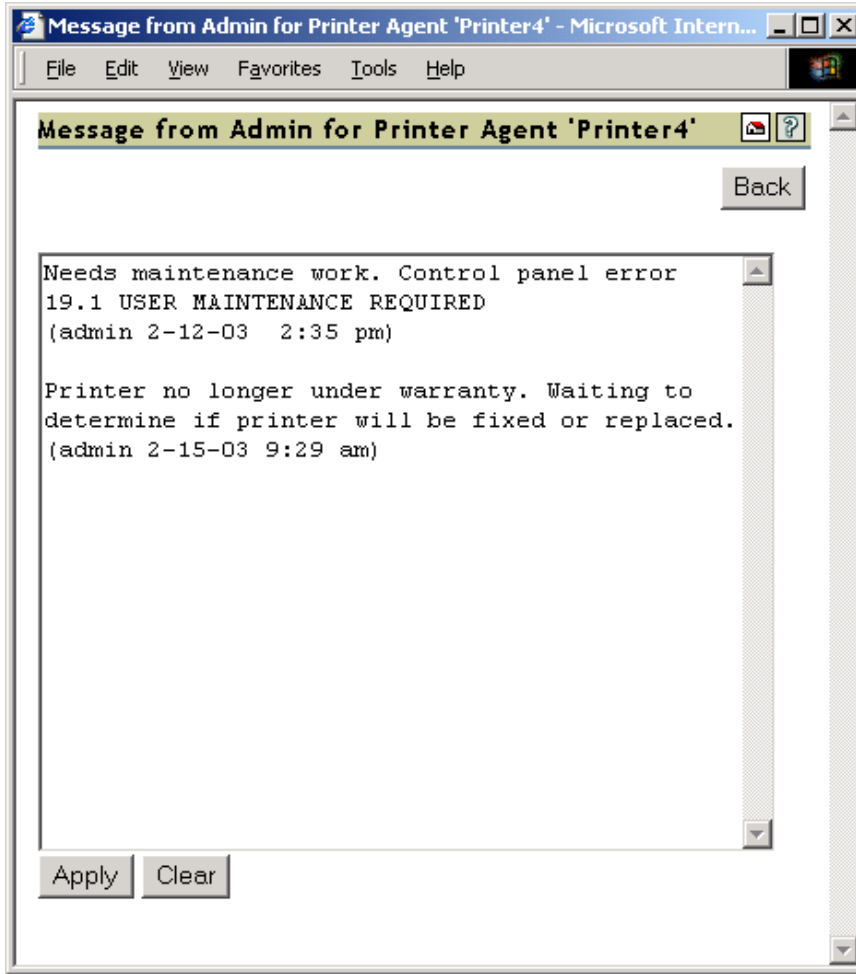 Message from Admin for Printer Agent 'Printer4' - Microsoft Intern...
File Edit View Favorites Tools Help
Message from Admin for Printer Agent 'Printer4'
Back
Needs maintenance work. Control panel error
19.1 USER MAINTENANCE REQUIRED
(admin 2-12-03  2:35 pm)
Printer no longer under warranty. Waiting to
determine if printer will be fixed or replaced.
(admin 2-15-03 9:29 am)
Apply Clear